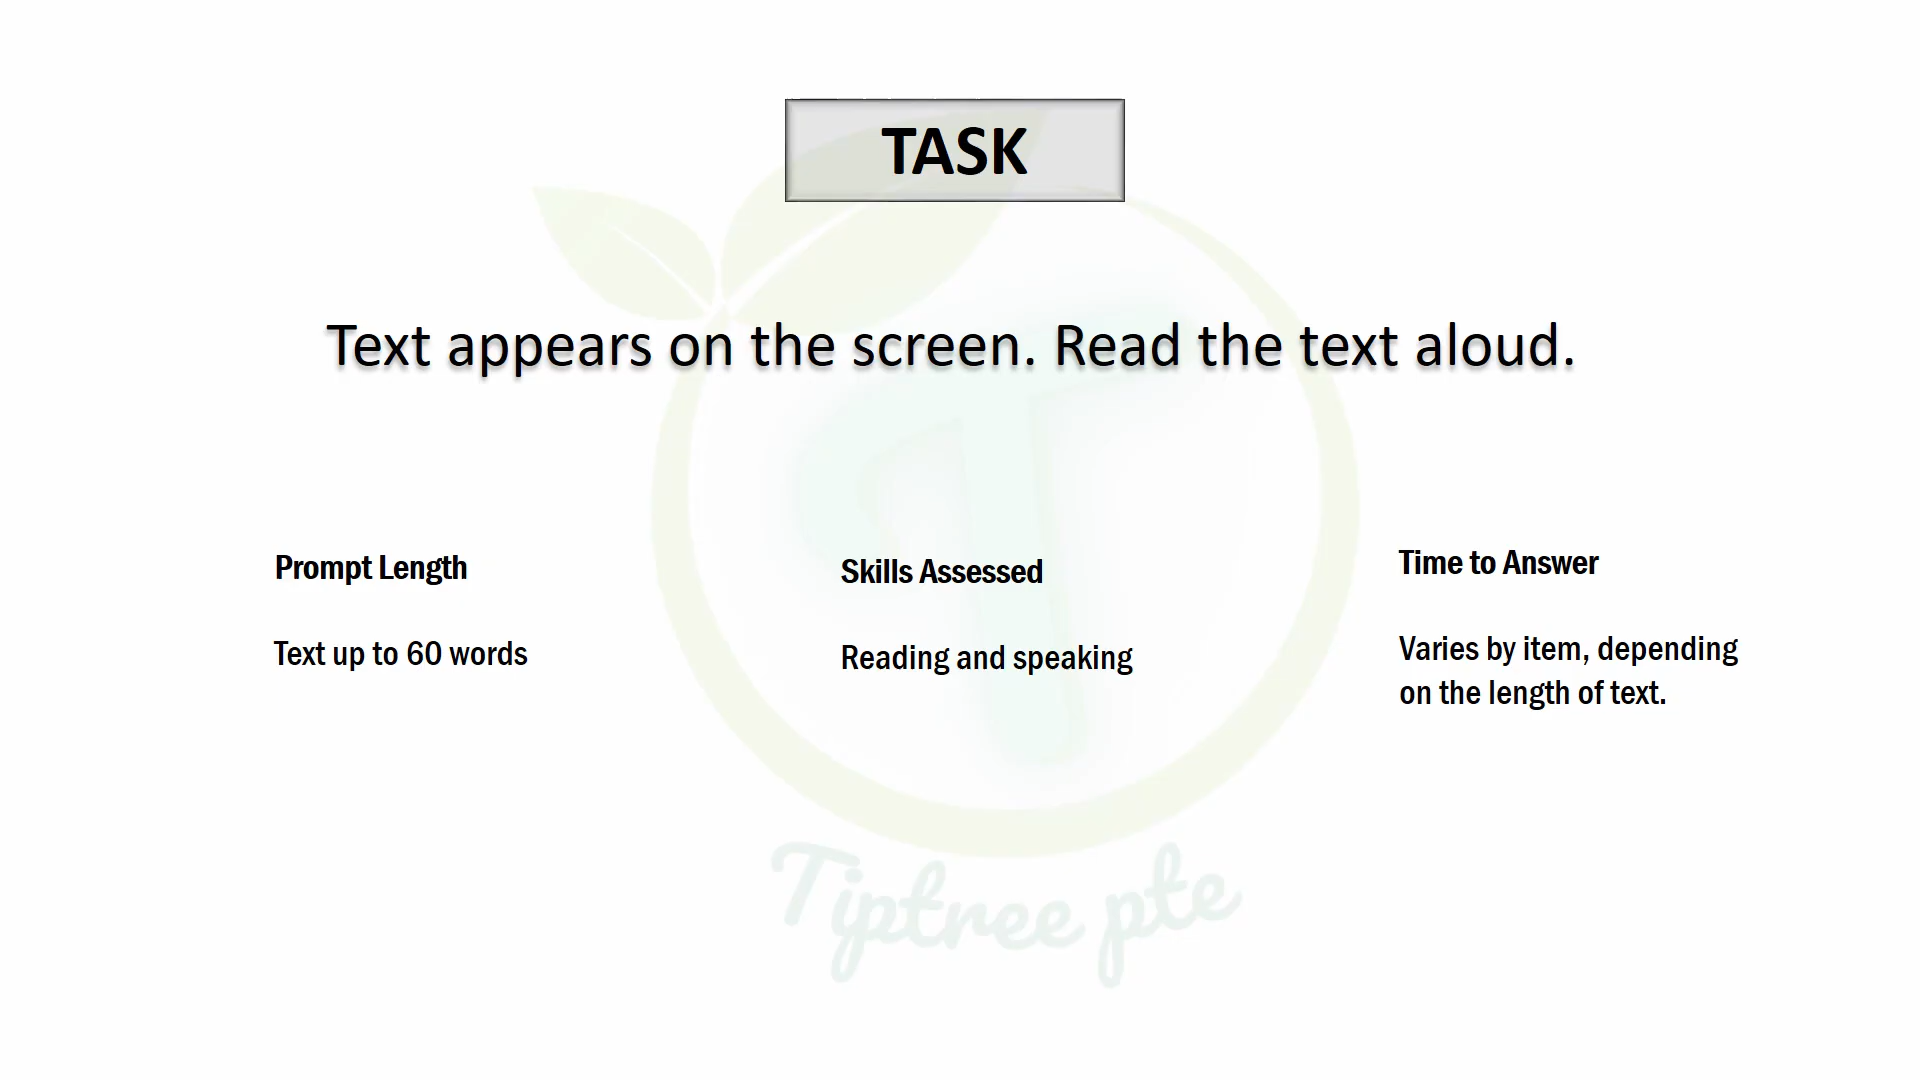 TASK
Text appears on the screen. Read the text aloud.
Prompt Length
Text up to 60 words
Skills Assessed
Reading and speaking
Time to Answer
Varies by item, depending
on the length of text.
Tiptree pte